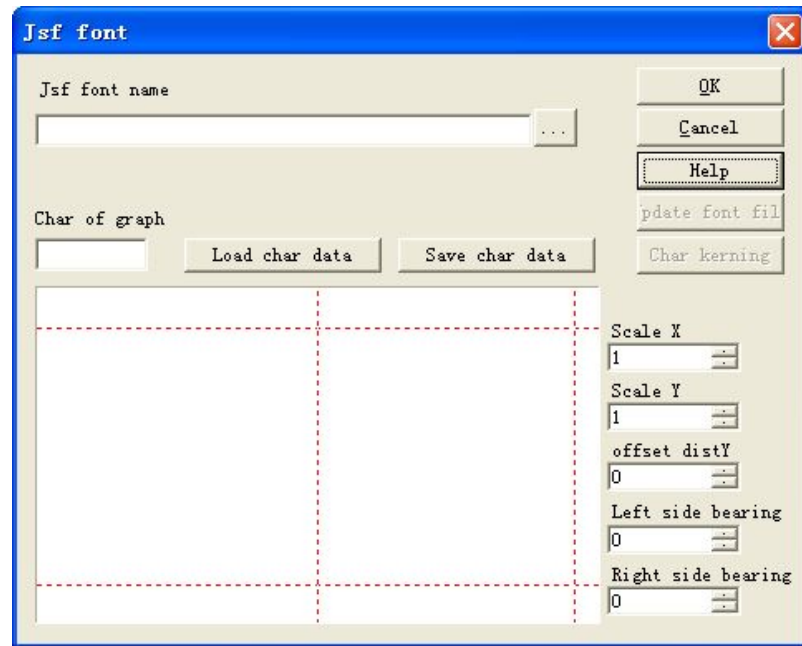 Jsf font
Jsf font name
...
OK
Cancel
Help
pdate font fil
Char of graph
Load char data
Save char data
Char kerning
Scale X
1
Scale Y
1
offset distY
0
Left side bearing
0
Right side bearing
0